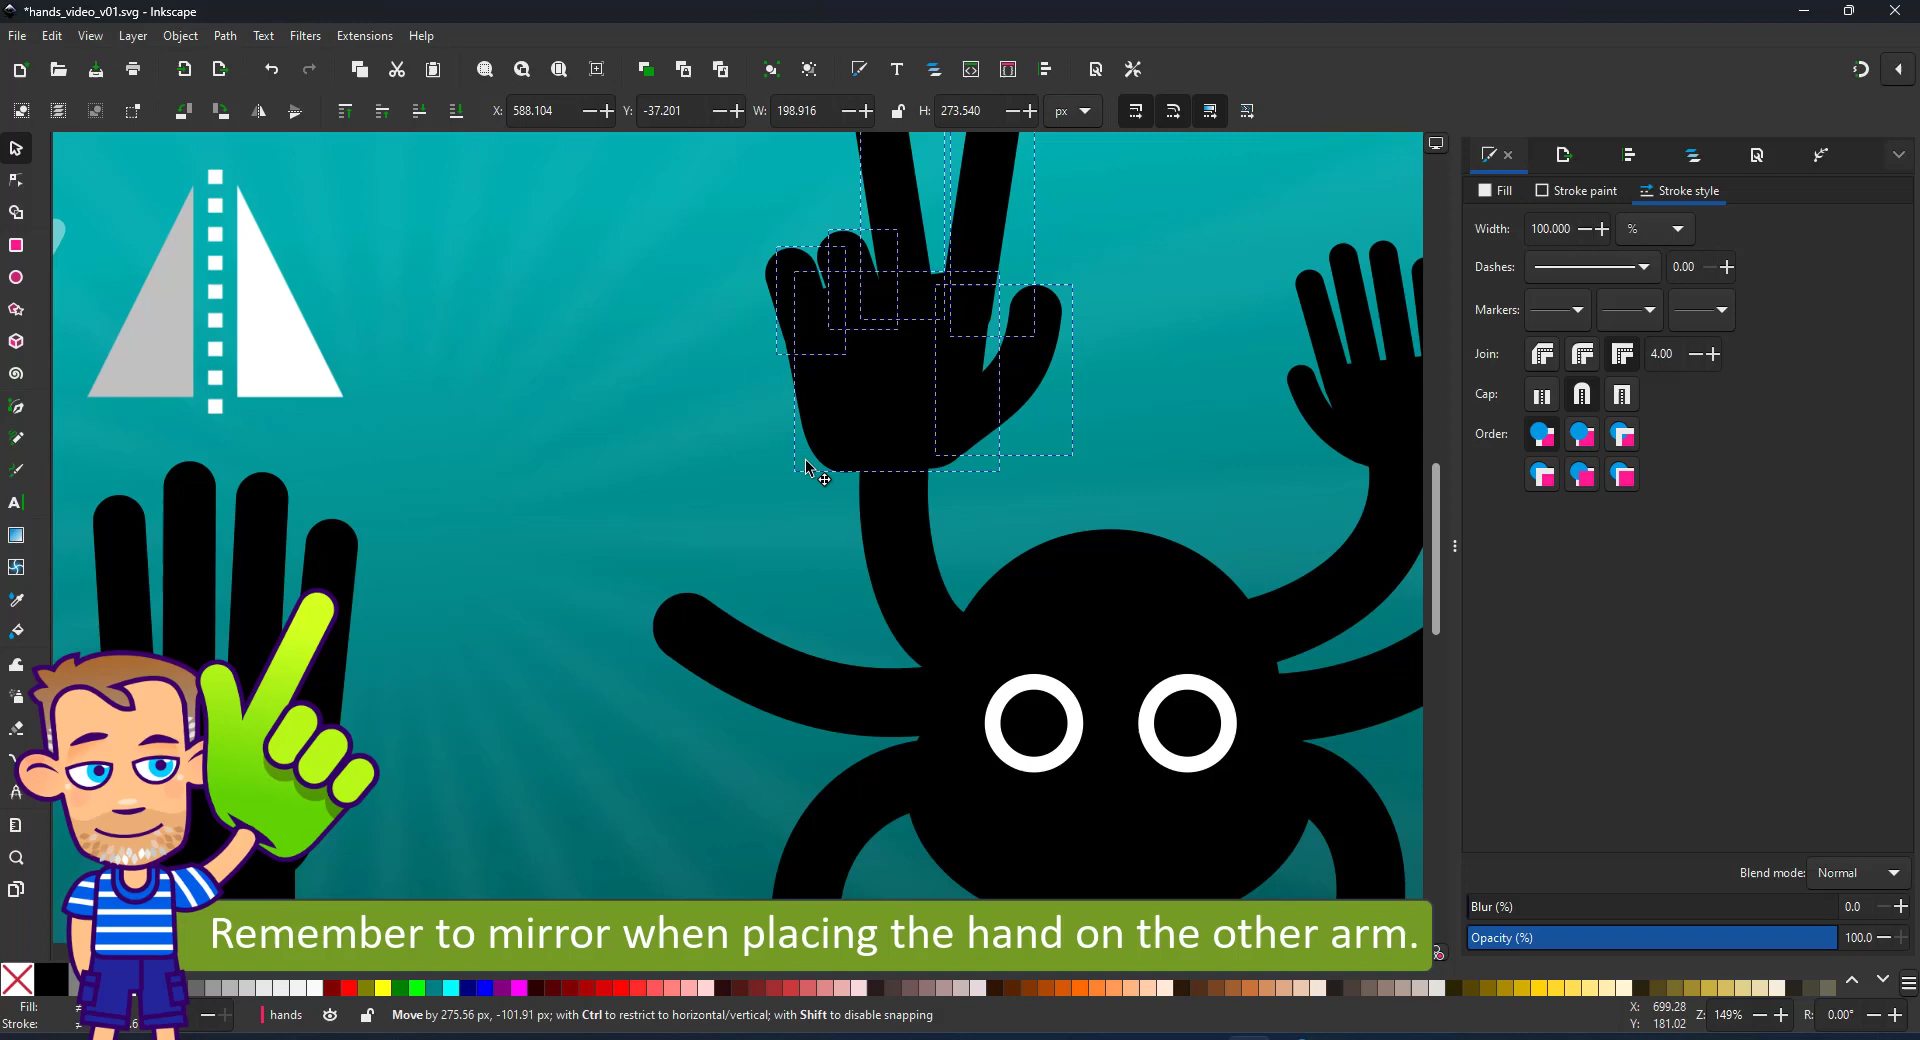 *hands_video_v01.svg - Inkscape
File Edit View Layer Object Path Text Filters Extensions Help
X: 588.104 Y: -37.201 W: 198.916 H: 273.540 px
Fill Stroke paint Stroke style
Width: 100.000 %
Dashes: 0.00
Markers:
Join: 4.00
Cap:
Order:
Blend mode: Normal
Blur (%) 0.0
Opacity (%) 100.0
Remember to mirror when placing the hand on the other arm.
Fill:
Stroke:
hands
Move by 275.56 px, -101.91 px; with Ctrl to restrict to horizontal/vertical; with Shift to disable snapping
X: 699.28
Y: 181.02
Z: 149%
R: 0.00°